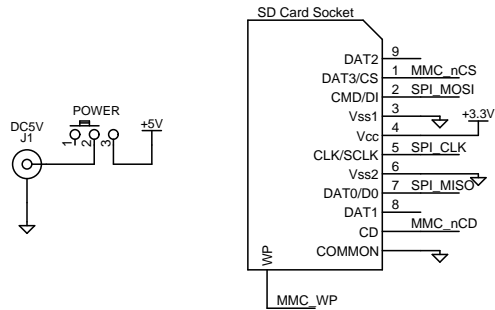 SD Card Socket
DAT2 9
DAT3/CS 1 MMC_nCS
CMD/DI 2 SPI_MOSI
Vss1 3
Vcc 4 +3.3V
CLK/SCLK 5 SPI_CLK
Vss2 6
DAT0/D0 7 SPI_MISO
DAT1 8
CD MMC_nCD
COMMON
WP
MMC_WP
POWER
DC5V
J1
1 2 3
+5V